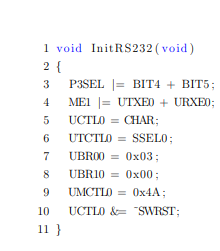 1 void InitRS232(void)
2 {
3 P3SEL |= BIT4 + BIT5;
4 ME1 |= UTXE0 + URXE0;
5 UCTL0 = CHAR;
6 UTCTL0 = SSEL0;
7 UBR00 = 0x03;
8 UBR10 = 0x00;
9 UMCTL0 = 0x4A;
10 UCTL0 &= ~SWRST;
11 }